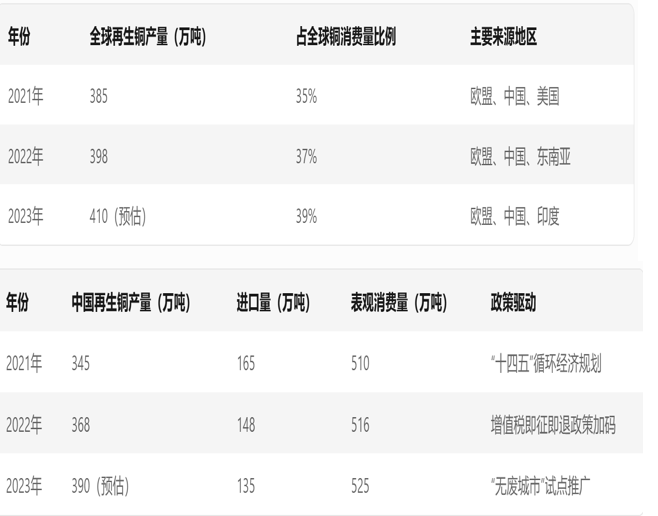 年份 全球再生铜产量（万吨） 占全球铜消费量比例 主要来源地区
2021年 385 35% 欧盟、中国、美国
2022年 398 37% 欧盟、中国、东南亚
2023年 410（预估） 39% 欧盟、中国、印度
年份 中国再生铜产量（万吨） 进口量（万吨） 表观消费量（万吨） 政策驱动
2021年 345 165 510 “十四五”循环经济规划
2022年 368 148 516 增值税即征即退政策加码
2023年 390（预估） 135 525 “无废城市”试点推广